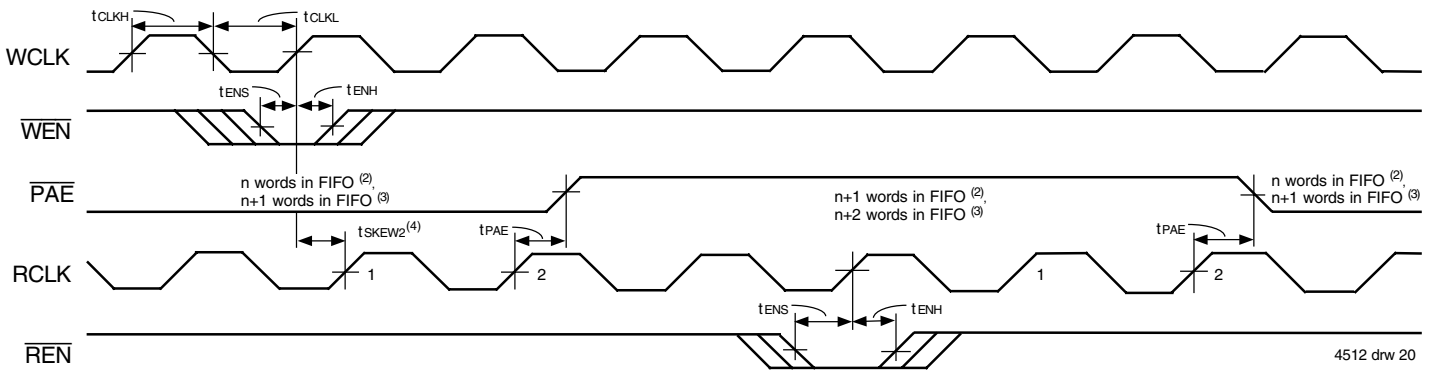 tCLKH
tCLKL
WCLK
tENS
tENH
WEN
PAE
n words in FIFO (2),
n+1 words in FIFO (3)
n+1 words in FIFO (2),
n+2 words in FIFO (3)
n words in FIFO (2),
n+1 words in FIFO (3)
tSKEW2(4)
tPAE
tPAE
RCLK
1
2
1
2
tENS
tENH
REN
4512 drw 20